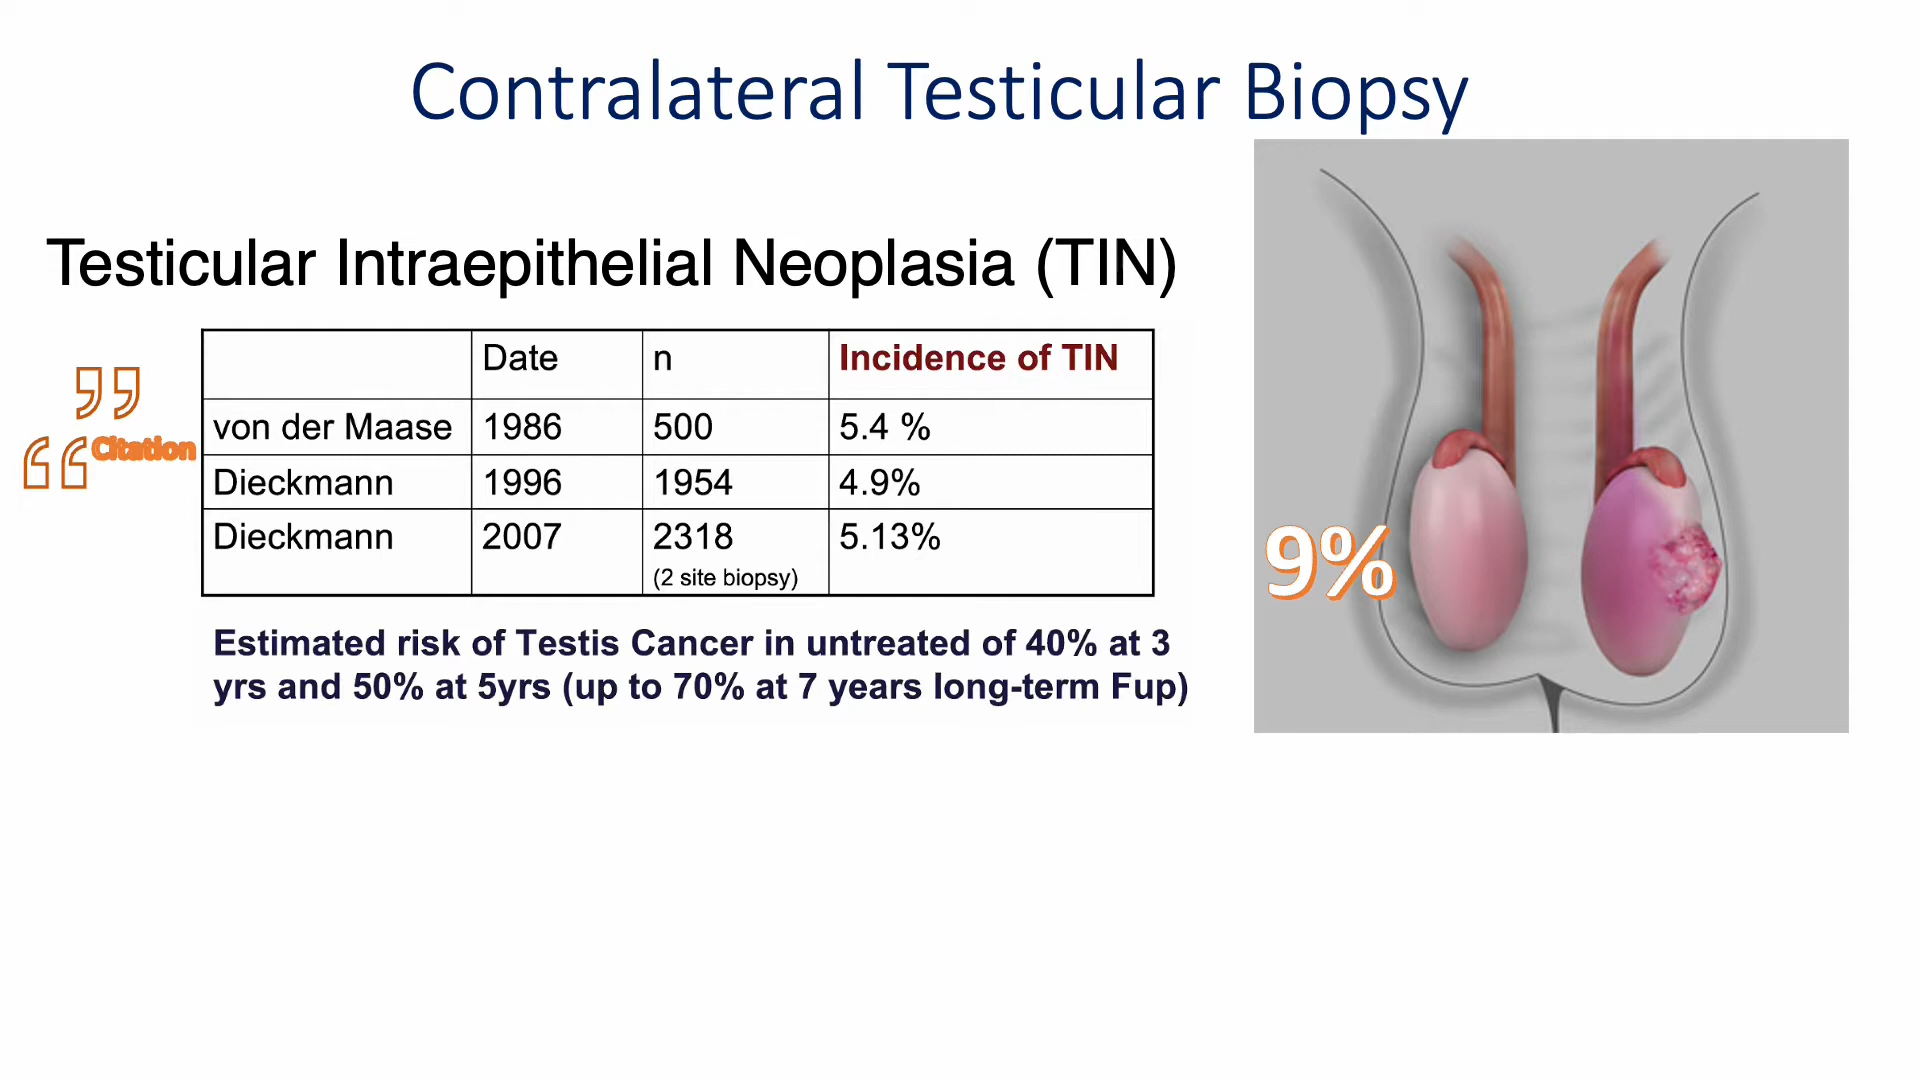 Contralateral Testicular Biopsy
Testicular Intraepithelial Neoplasia (TIN)
Date n Incidence of TIN
von der Maase 1986 500 5.4 %
Dieckmann 1996 1954 4.9%
Dieckmann 2007 2318 5.13%
(2 site biopsy)
”
“ Citation
Estimated risk of Testis Cancer in untreated of 40% at 3
yrs and 50% at 5yrs (up to 70% at 7 years long-term Fup)
9%